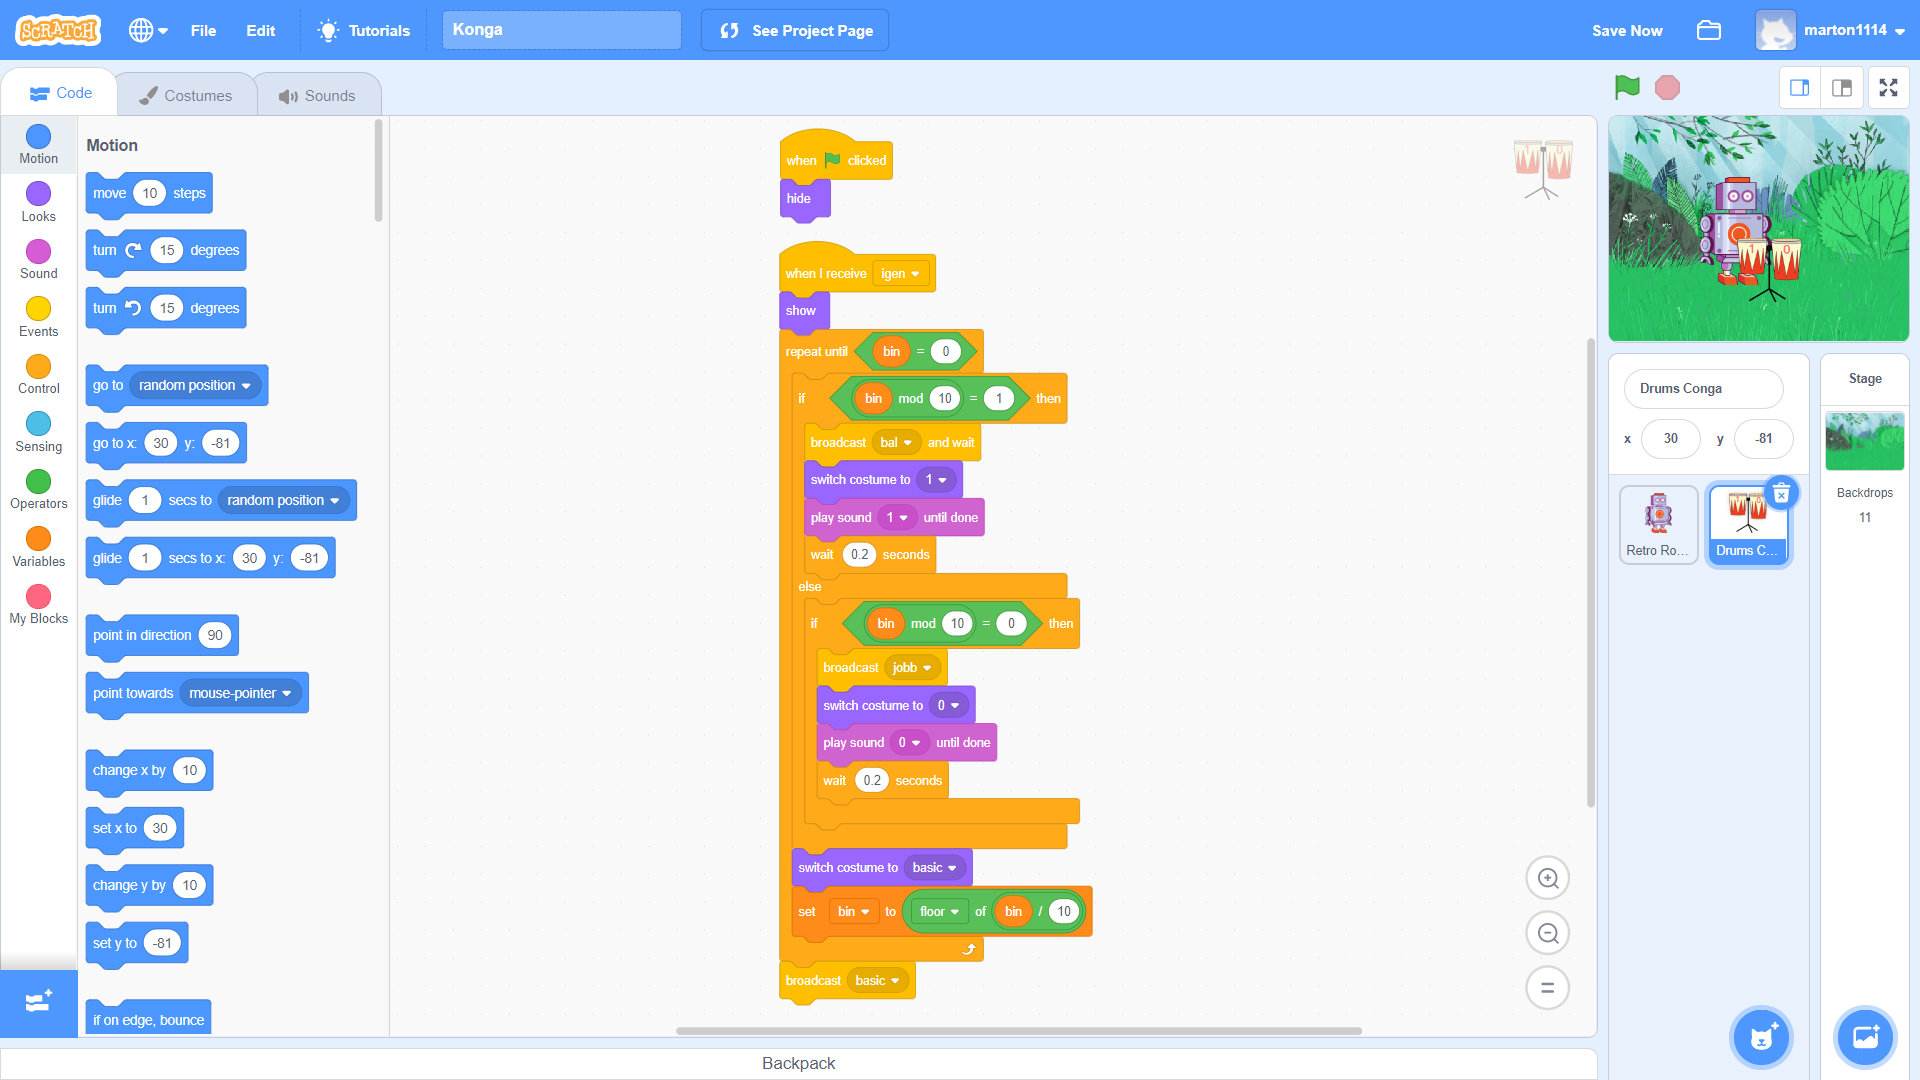 SCRATCH
File
Edit
Tutorials
Konga
See Project Page
Save Now
marton1114
Code
Costumes
Sounds
Motion
Looks
Sound
Events
Control
Sensing
Operators
Variables
My Blocks
Motion
move 10 steps
turn 15 degrees
turn 15 degrees
go to random position
go to x: 30 y: -81
glide 1 secs to random position
glide 1 secs to x: 30 y: -81
point in direction 90
point towards mouse-pointer
change x by 10
set x to 30
change y by 10
set y to -81
if on edge, bounce
when clicked
hide
when I receive igen
show
repeat until bin = 0
if bin mod 10 = 1 then
broadcast bal and wait
switch costume to 1
play sound 1 until done
wait 0.2 seconds
else
if bin mod 10 = 0 then
broadcast jobb
switch costume to 0
play sound 0 until done
wait 0.2 seconds
switch costume to basic
set bin to floor of bin / 10
broadcast basic
1 0
1 0
Drums Conga
x 30 y -81
Retro Ro...
Drums C...
Stage
Backdrops
11
Backpack